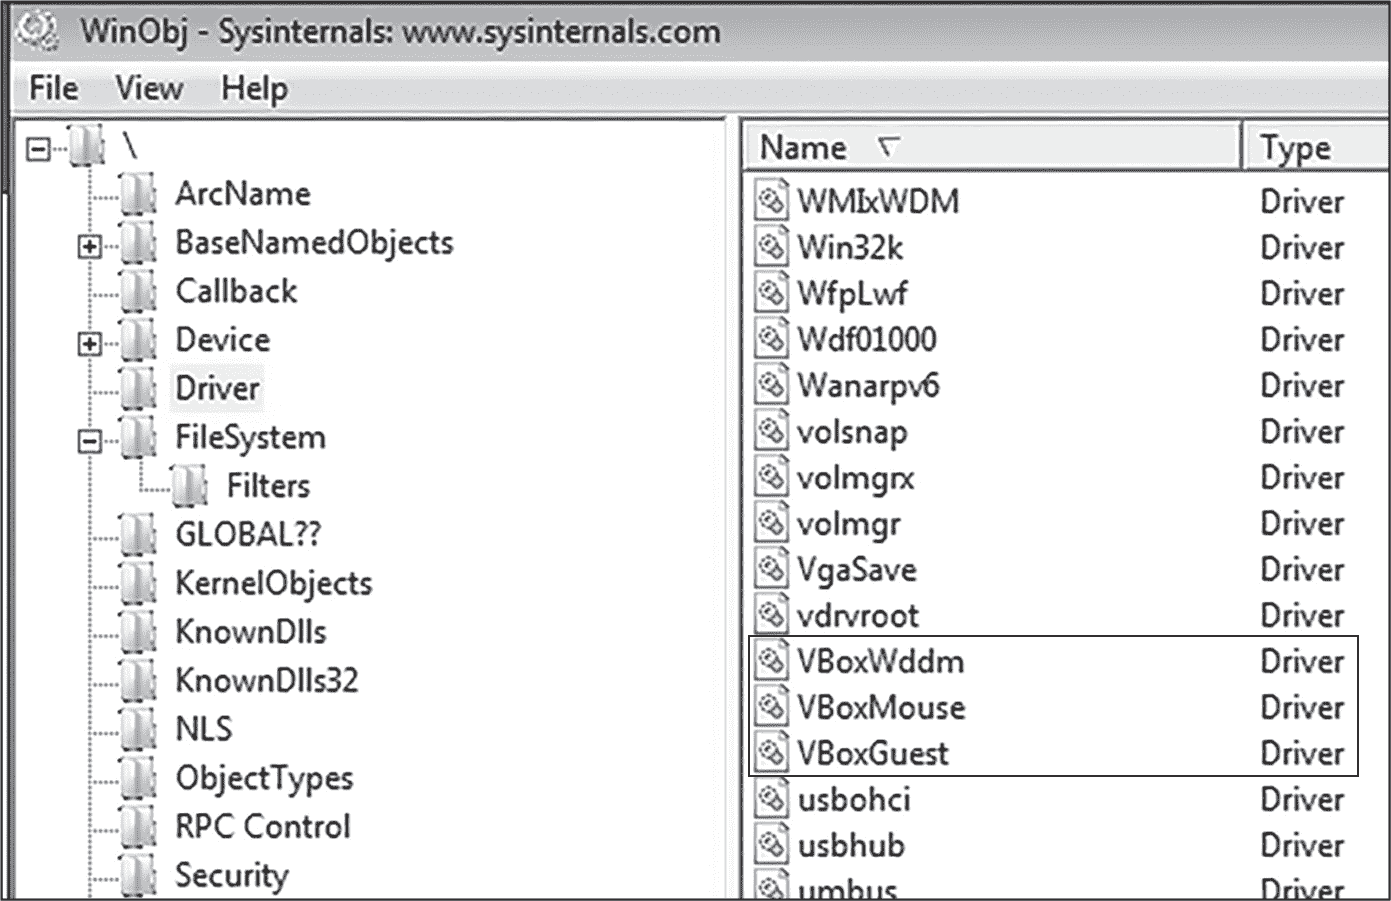 WinObj - Sysinternals: www.sysinternals.com
File View Help
\
ArcName
BaseNamedObjects
Callback
Device
Driver
FileSystem
Filters
GLOBAL??
KernelObjects
KnownDlls
KnownDlls32
NLS
ObjectTypes
RPC Control
Security
Name Type
WMIxWDM Driver
Win32k Driver
WfpLwf Driver
Wdf01000 Driver
Wanarpv6 Driver
volsnap Driver
volmgrx Driver
volmgr Driver
VgaSave Driver
vdrvroot Driver
VBoxWddm Driver
VBoxMouse Driver
VBoxGuest Driver
usbohci Driver
usbhub Driver
umbus Driver